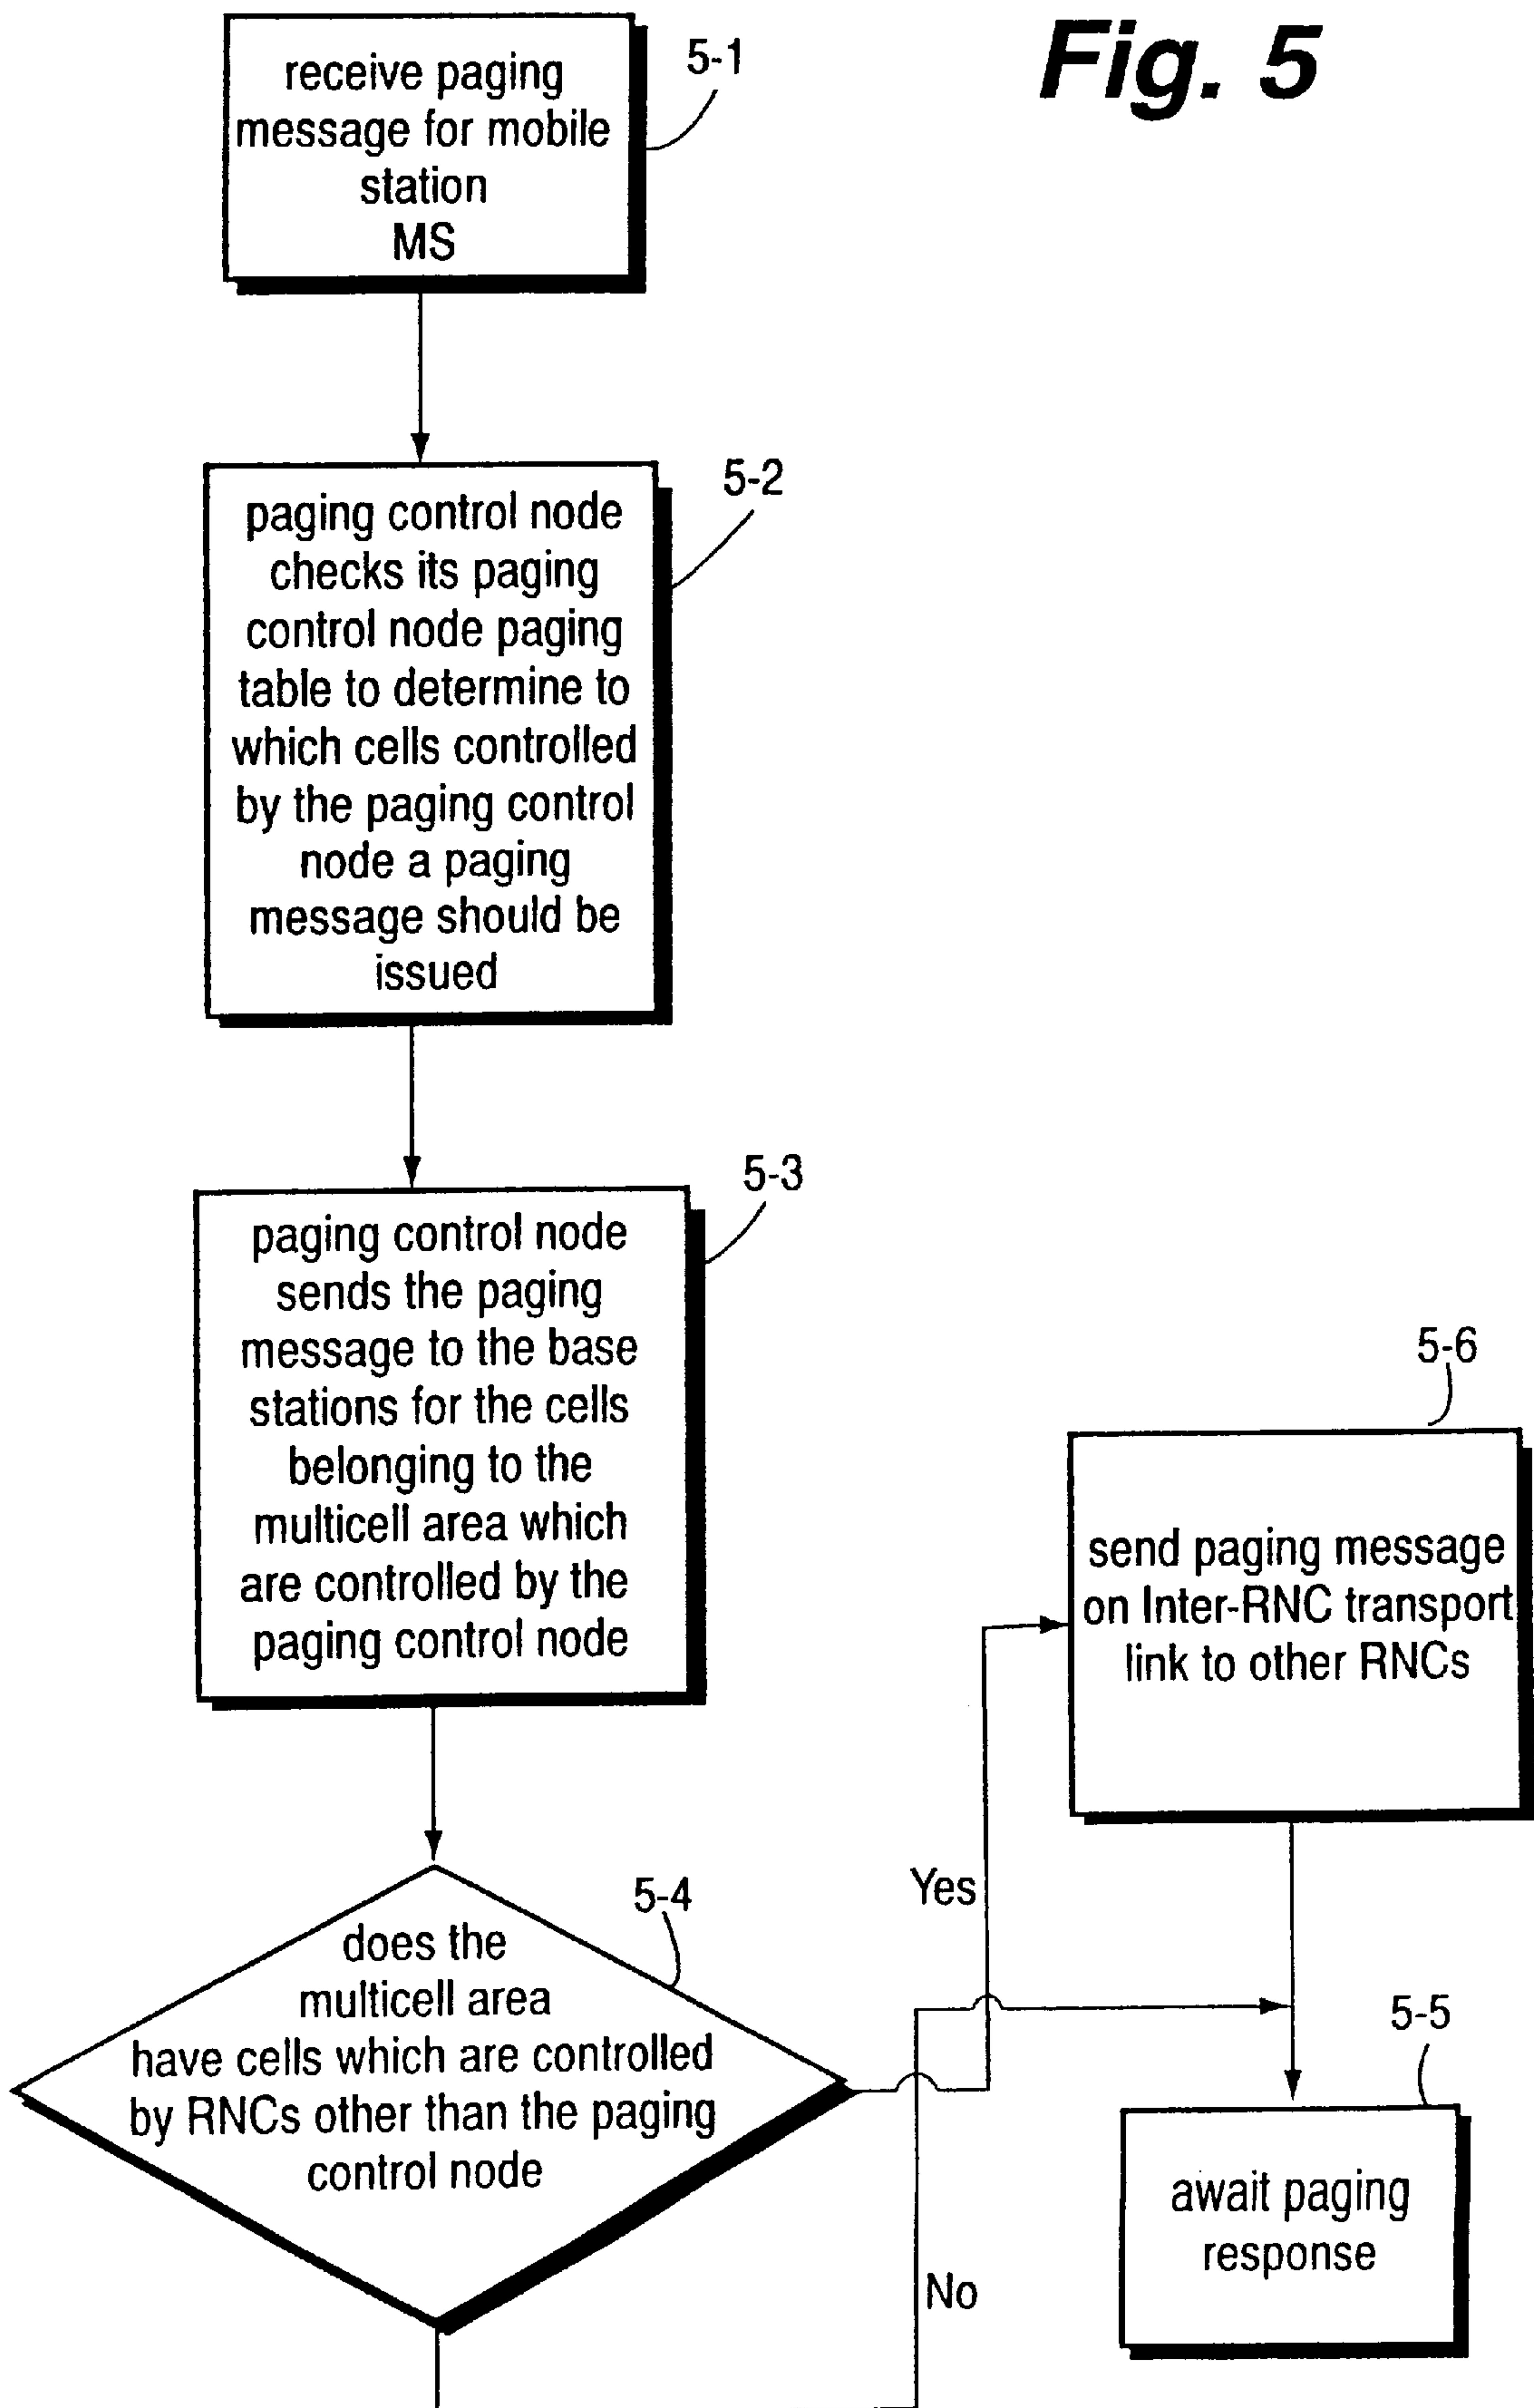 Fig. 5
5-1
receive paging
message for mobile
station
MS
5-2
paging control node
checks its paging
control node paging
table to determine to
which cells controlled
by the paging control
node a paging
message should be
issued
5-3
paging control node
sends the paging
message to the base
stations for the cells
belonging to the
multicell area which
are controlled by the
paging control node
5-4
does the
multicell area
have cells which are controlled
by RNCs other than the paging
control node
Yes
No
5-6
send paging message
on Inter-RNC transport
link to other RNCs
5-5
await paging
response